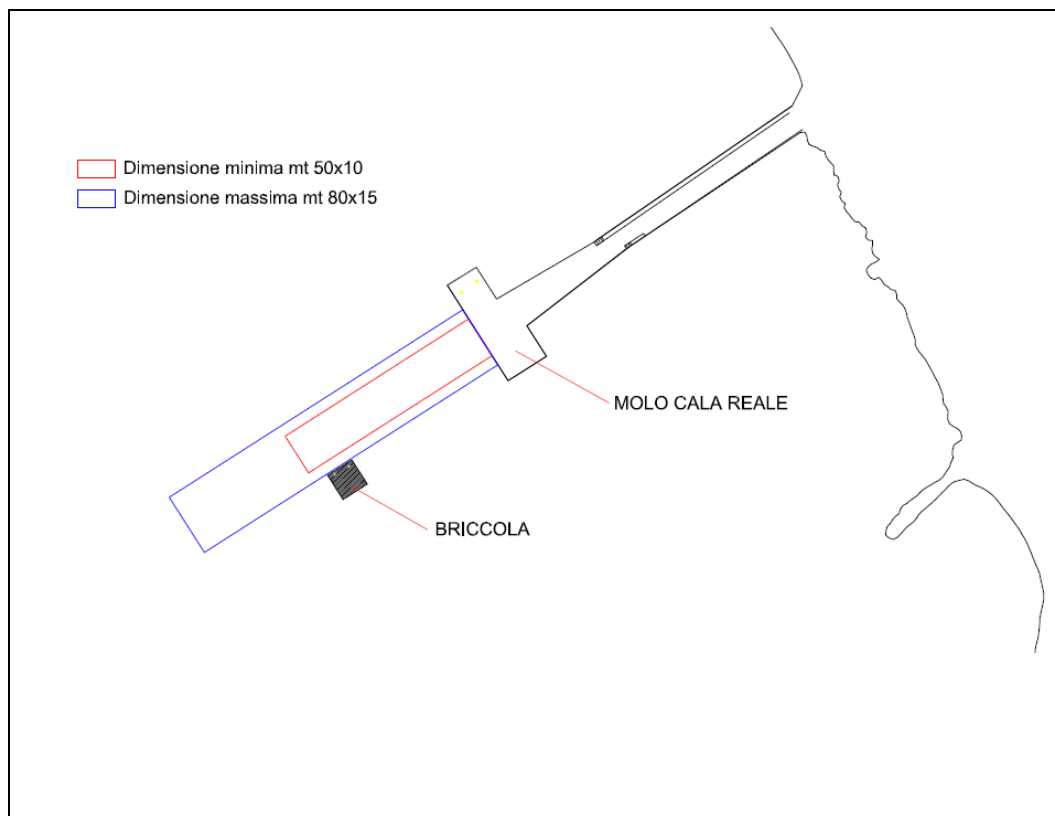 Dimensione minima mt 50x10
Dimensione massima mt 80x15
MOLO CALA REALE
BRICCOLA